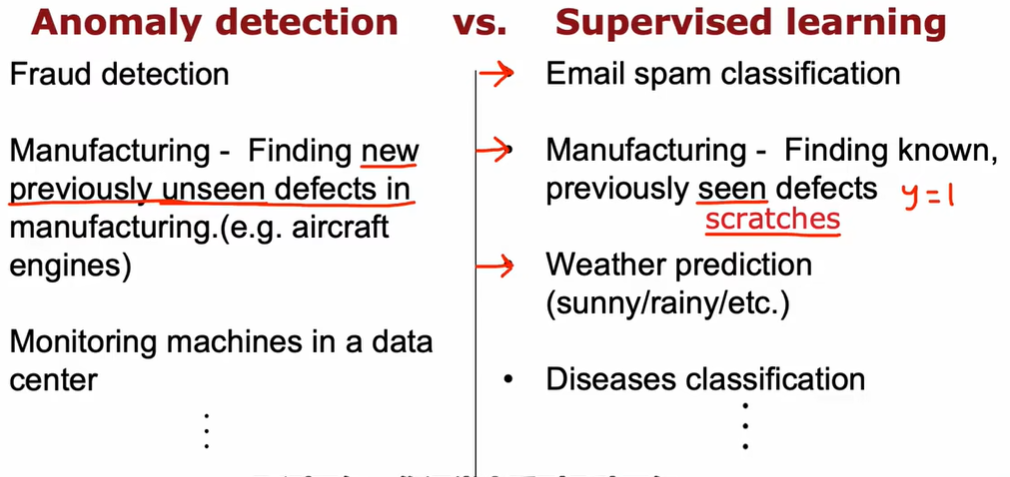 Anomaly detection vs. Supervised learning
Fraud detection
Manufacturing - Finding new
previously unseen defects in
manufacturing.(e.g. aircraft
engines)
Monitoring machines in a data
center
⋮
Email spam classification
Manufacturing - Finding known,
previously seen defects y=1
scratches
Weather prediction
(sunny/rainy/etc.)
• Diseases classification
⋮